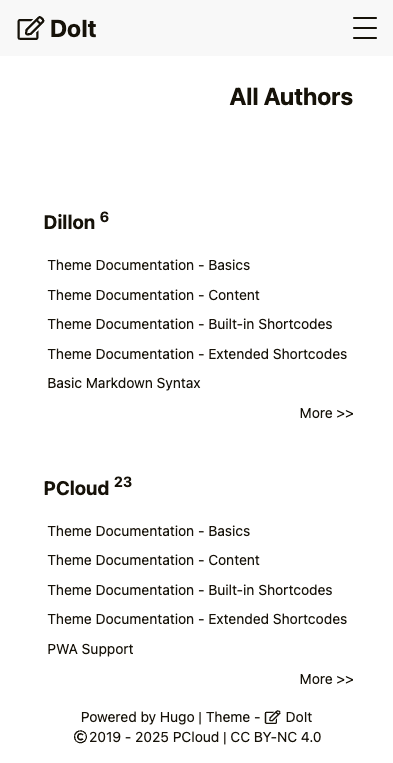 DoIt
All Authors
Dillon 6
Theme Documentation - Basics
Theme Documentation - Content
Theme Documentation - Built-in Shortcodes
Theme Documentation - Extended Shortcodes
Basic Markdown Syntax
More >>
PCloud 23
Theme Documentation - Basics
Theme Documentation - Content
Theme Documentation - Built-in Shortcodes
Theme Documentation - Extended Shortcodes
PWA Support
More >>
Powered by Hugo | Theme - DoIt
©2019 - 2025 PCloud | CC BY-NC 4.0